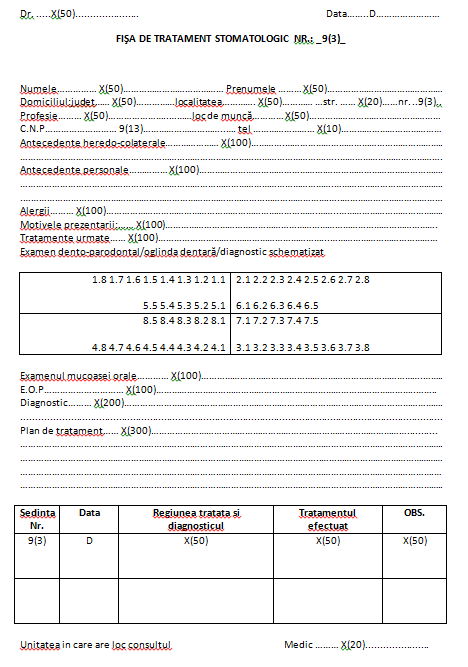 Dr. .....X(50)..................... Data........D.......................
FIŞA DE TRATAMENT STOMATOLOGIC NR.: _9(3)_
Numele.............. X(50)................................... Prenumele ......... X(50)........................................
Domiciliul:judeţ..... X(50)..............localitatea.............. X(50)............ ...str. ...... X(20)......nr...9(3)..
Profesie......... X(50)..............................loc de muncă........... X(50)..............................................
C.N.P.......................... 9(13).................................. tel........................ X(10)...................................
Antecedente heredo-colaterale................... X(100)......................................................................
Antecedente personale............. X(100).......................................................................................
Alergii........ X(100)..........................................................................................................................
Motivele prezentarii:......X(100)...................................................................................................
Tratamente urmate...... X(100).....................................................................................................
Examen dento-parodontal/oglinda dentară/diagnostic schematizat
1.8 1.7 1.6 1.5 1.4 1.3 1.2 1.1 2.1 2.2 2.3 2.4 2.5 2.6 2.7 2.8
5.5 5.4 5.3 5.2 5.1 6.1 6.2 6.3 6.4 6.5
8.5 8.4 8.3 8.2 8.1 7.1 7.2 7.3 7.4 7.5
4.8 4.7 4.6 4.5 4.4 4.3 4.2 4.1 3.1 3.2 3.3 3.4 3.5 3.6 3.7 3.8
Examenul mucoasei orale............ X(100).......................................................................................
E.O.P............................. X(100)......................................................................................................
Diagnostic......... X(200)....................................................................................................................
Plan de tratament...... X(300)..........................................................................................................
Sedinta Data Regiunea tratata si Tratamentul OBS.
Nr. diagnosticul efectuat
9(3) D X(50) X(50) X(50)
Unitatea in care are loc consultul Medic ......... X(20).......................